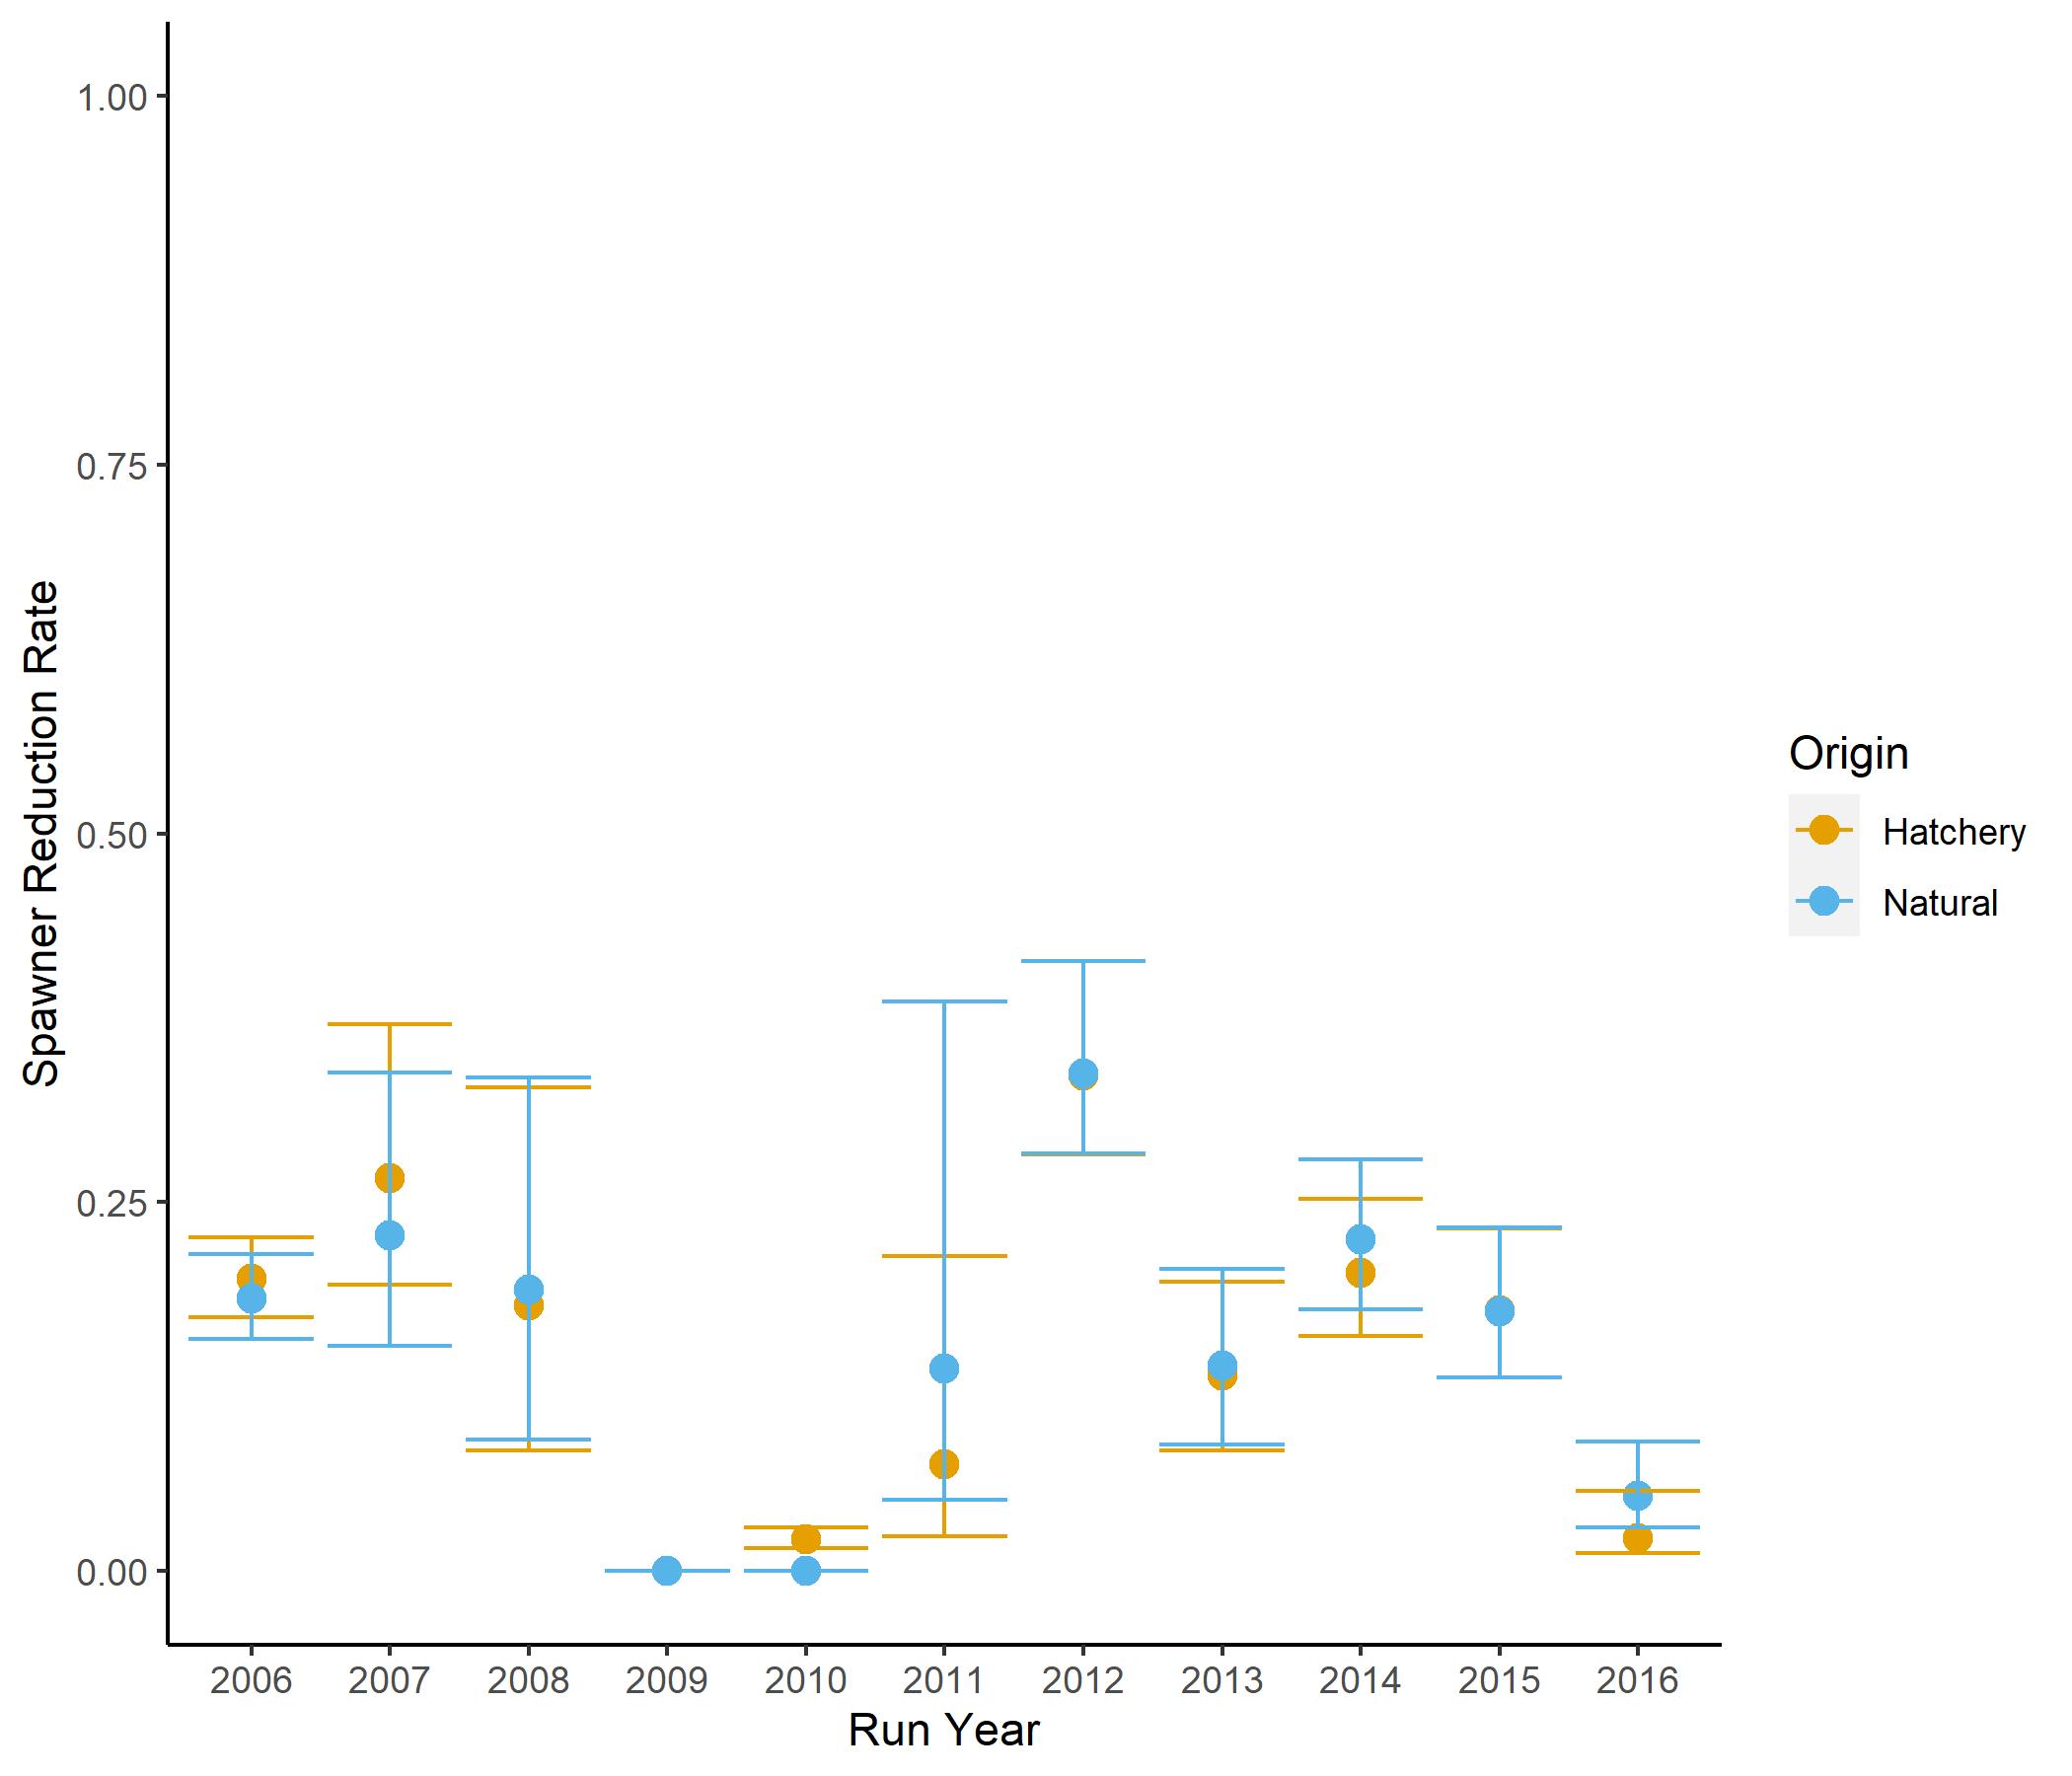 1.00
0.75
0.50
0.25
0.00
Spawner Reduction Rate
2006 2007 2008 2009 2010 2011 2012 2013 2014 2015 2016
Run Year
Origin
Hatchery
Natural